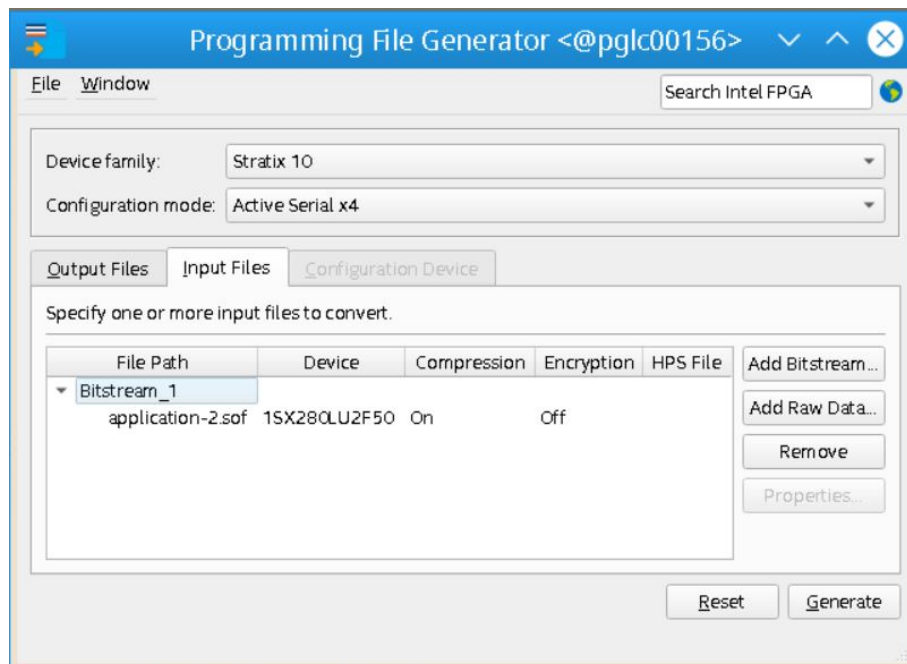 Programming File Generator <@pglc00156>
File Window
Search Intel FPGA
Device family: Stratix 10
Configuration mode: Active Serial x4
Output Files Input Files Configuration Device
Specify one or more input files to convert.
File Path Device Compression Encryption HPS File
Bitstream_1
application-2.sof 1SX280LU2F50 On Off
Add Bitstream...
Add Raw Data...
Remove
Properties...
Reset Generate